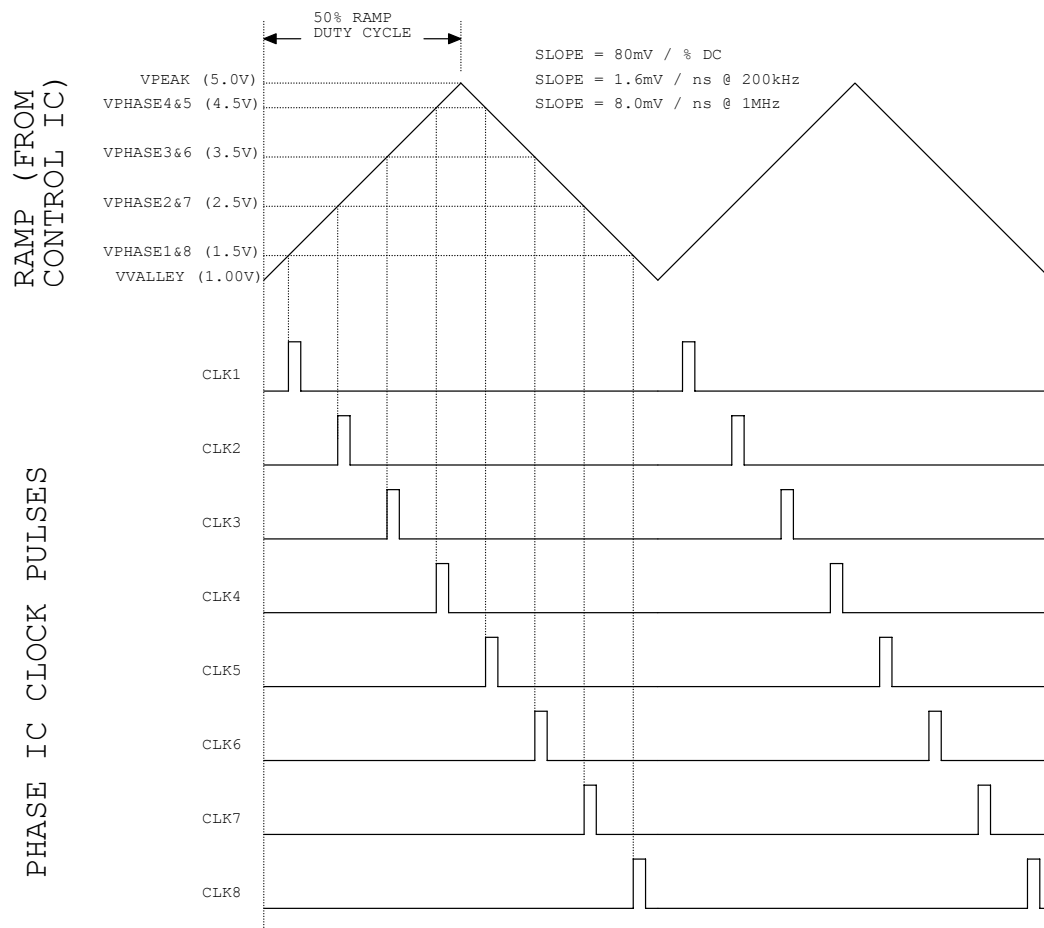 50% RAMP
DUTY CYCLE
SLOPE = 80mV / % DC
SLOPE = 1.6mV / ns @ 200kHz
SLOPE = 8.0mV / ns @ 1MHz
RAMP (FROM
CONTROL IC)
VPEAK (5.0V)
VPHASE4&5 (4.5V)
VPHASE3&6 (3.5V)
VPHASE2&7 (2.5V)
VPHASE1&8 (1.5V)
VVALLEY (1.00V)
PHASE IC CLOCK PULSES
CLK1
CLK2
CLK3
CLK4
CLK5
CLK6
CLK7
CLK8